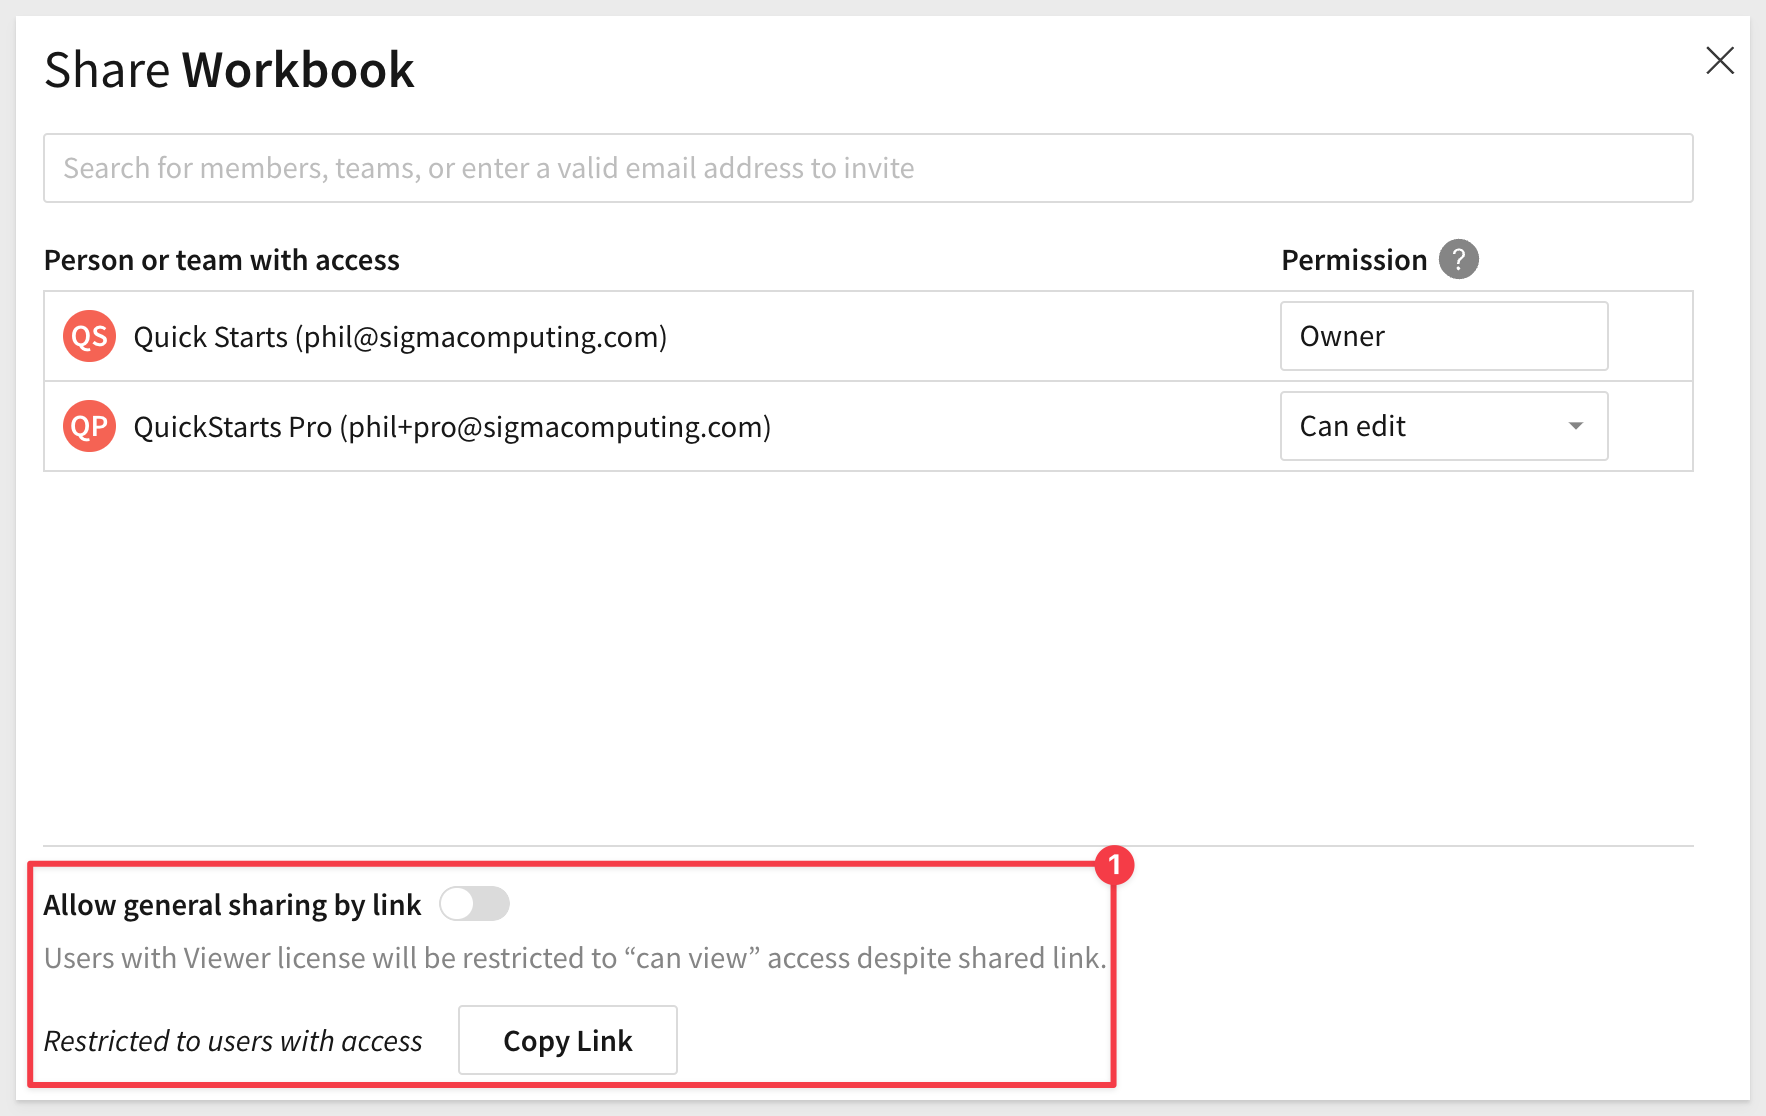 Share Workbook
Search for members, teams, or enter a valid email address to invite
Person or team with access Permission ?
QS Quick Starts (phil@sigmacomputing.com) Owner
QP QuickStarts Pro (phil+pro@sigmacomputing.com) Can edit
1
Allow general sharing by link
Users with Viewer license will be restricted to “can view” access despite shared link.
Restricted to users with access Copy Link